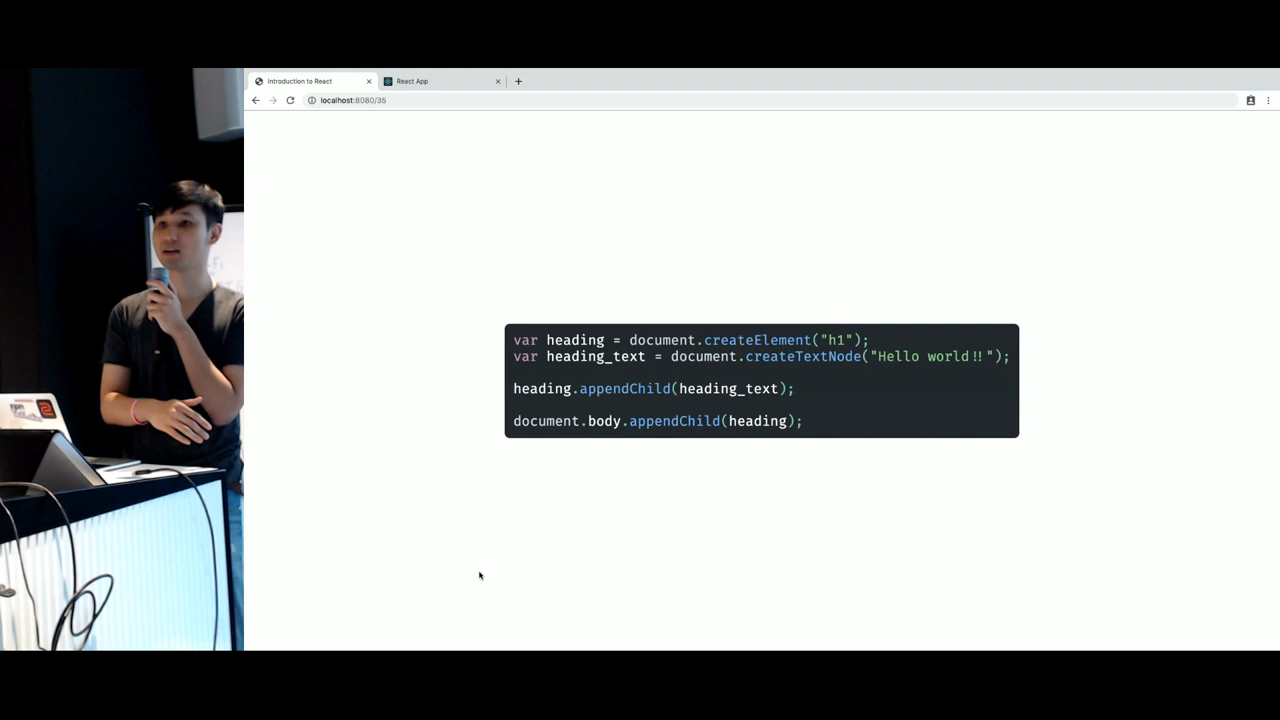 Introduction to React
React App
localhost:8080/35
var heading = document.createElement("h1");
var heading_text = document.createTextNode("Hello world!!");
heading.appendChild(heading_text);
document.body.appendChild(heading);